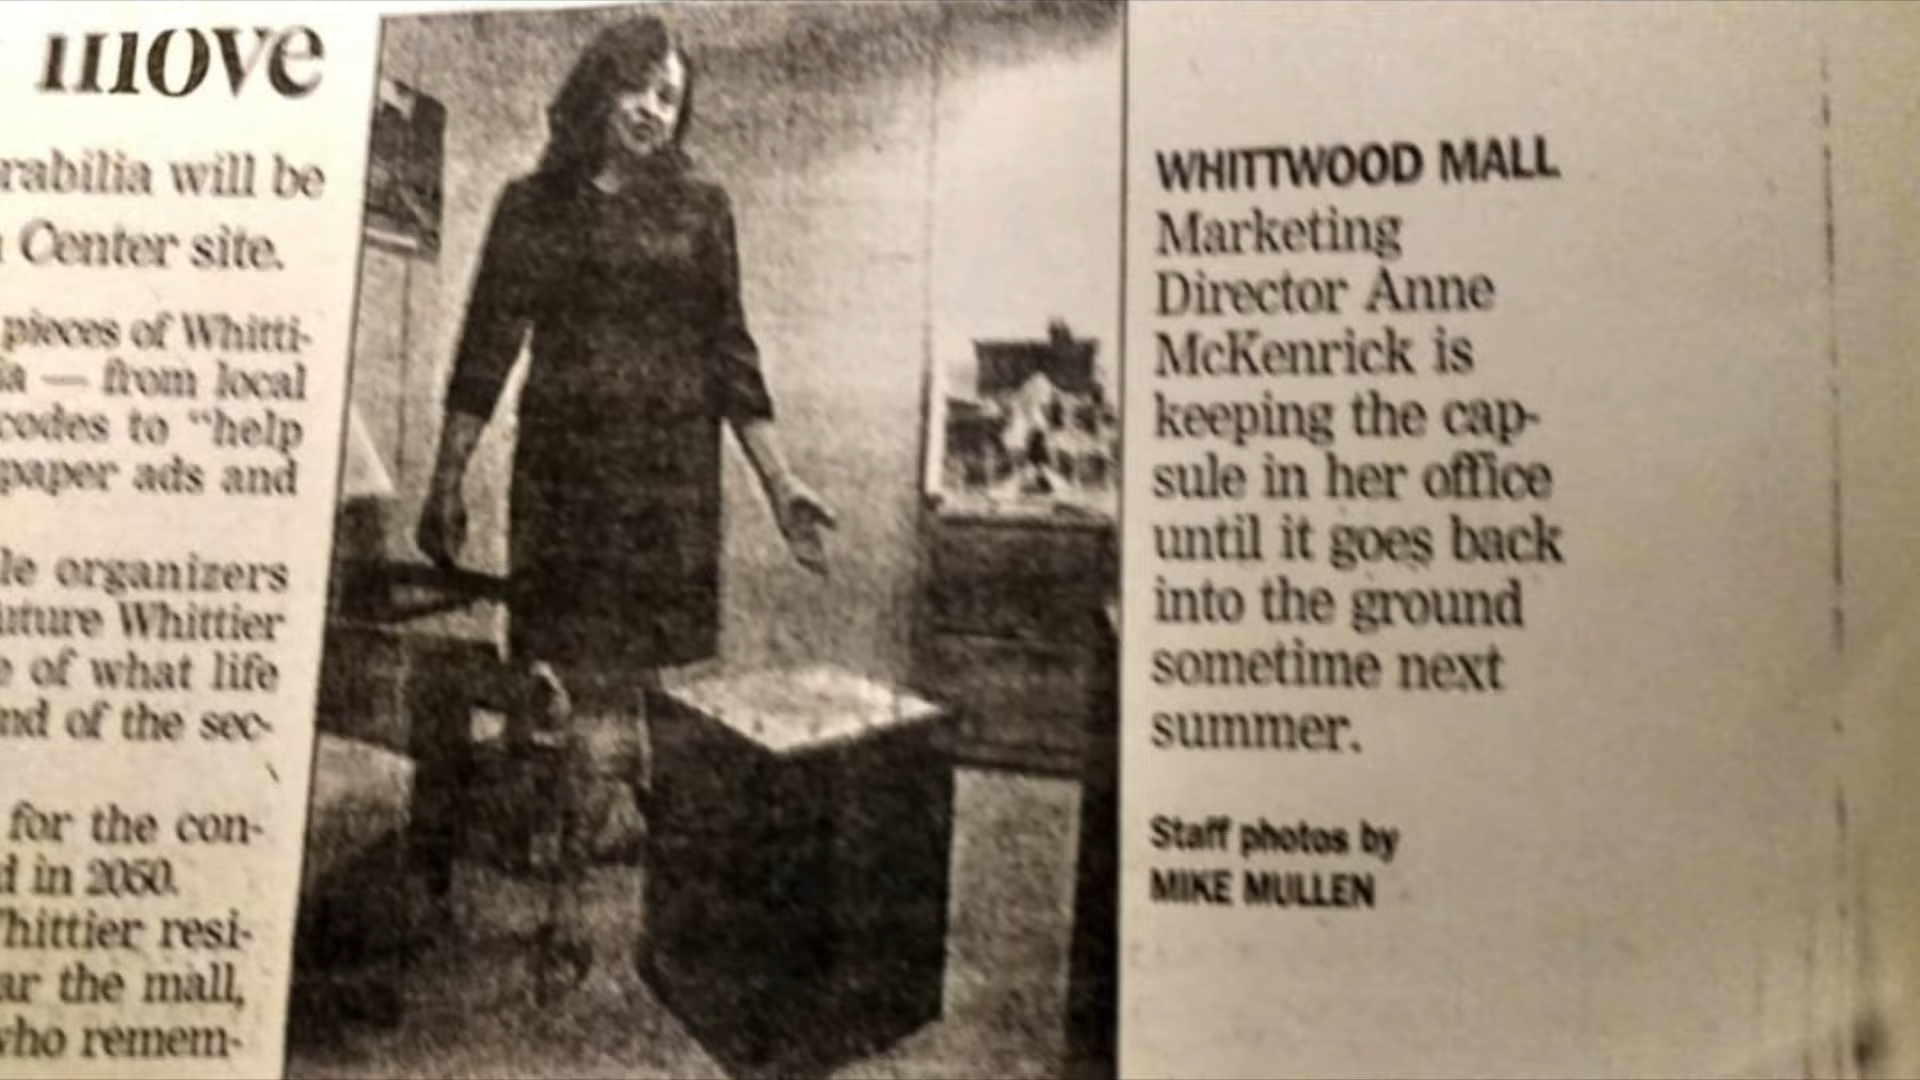 move
rabilia will be
Center site.
pieces of Whitti-
ia — from local
codes to "help
paper ads and
le organizers
uture Whittier
e of what life
nd of the sec-
for the con-
d in 2050.
hittier resi-
ar the mall,
who remem-
WHITTWOOD MALL
Marketing
Director Anne
McKenrick is
keeping the cap-
sule in her office
until it goes back
into the ground
sometime next
summer.
Staff photos by
MIKE MULLEN